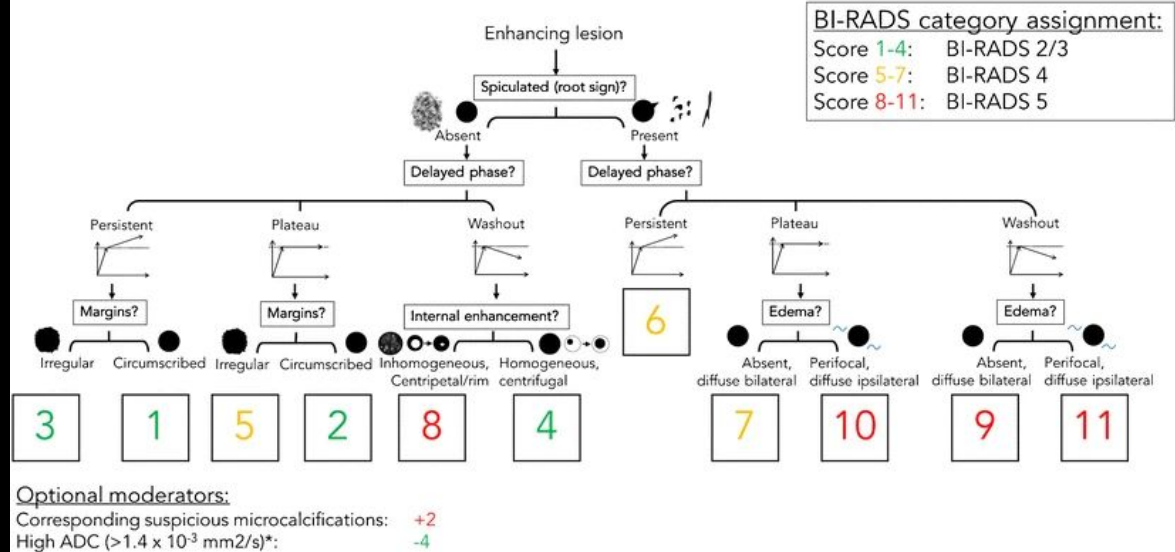 BI-RADS category assignment:
Score 1-4: BI-RADS 2/3
Score 5-7: BI-RADS 4
Score 8-11: BI-RADS 5
Enhancing lesion
Spiculated (root sign)?
Absent Present
Delayed phase? Delayed phase?
Persistent Plateau Washout Persistent Plateau Washout
Margins? Margins? Internal enhancement? Edema? Edema?
Irregular Circumscribed Irregular Circumscribed Inhomogeneous, Centripetal/rim Homogeneous, centrifugal
Absent, diffuse bilateral Perifocal, diffuse ipsilateral Absent, diffuse bilateral Perifocal, diffuse ipsilateral
6
3 1 5 2 8 4 7 10 9 11
Optional moderators:
Corresponding suspicious microcalcifications: +2
High ADC (>1.4 x 10-3 mm2/s)*: -4